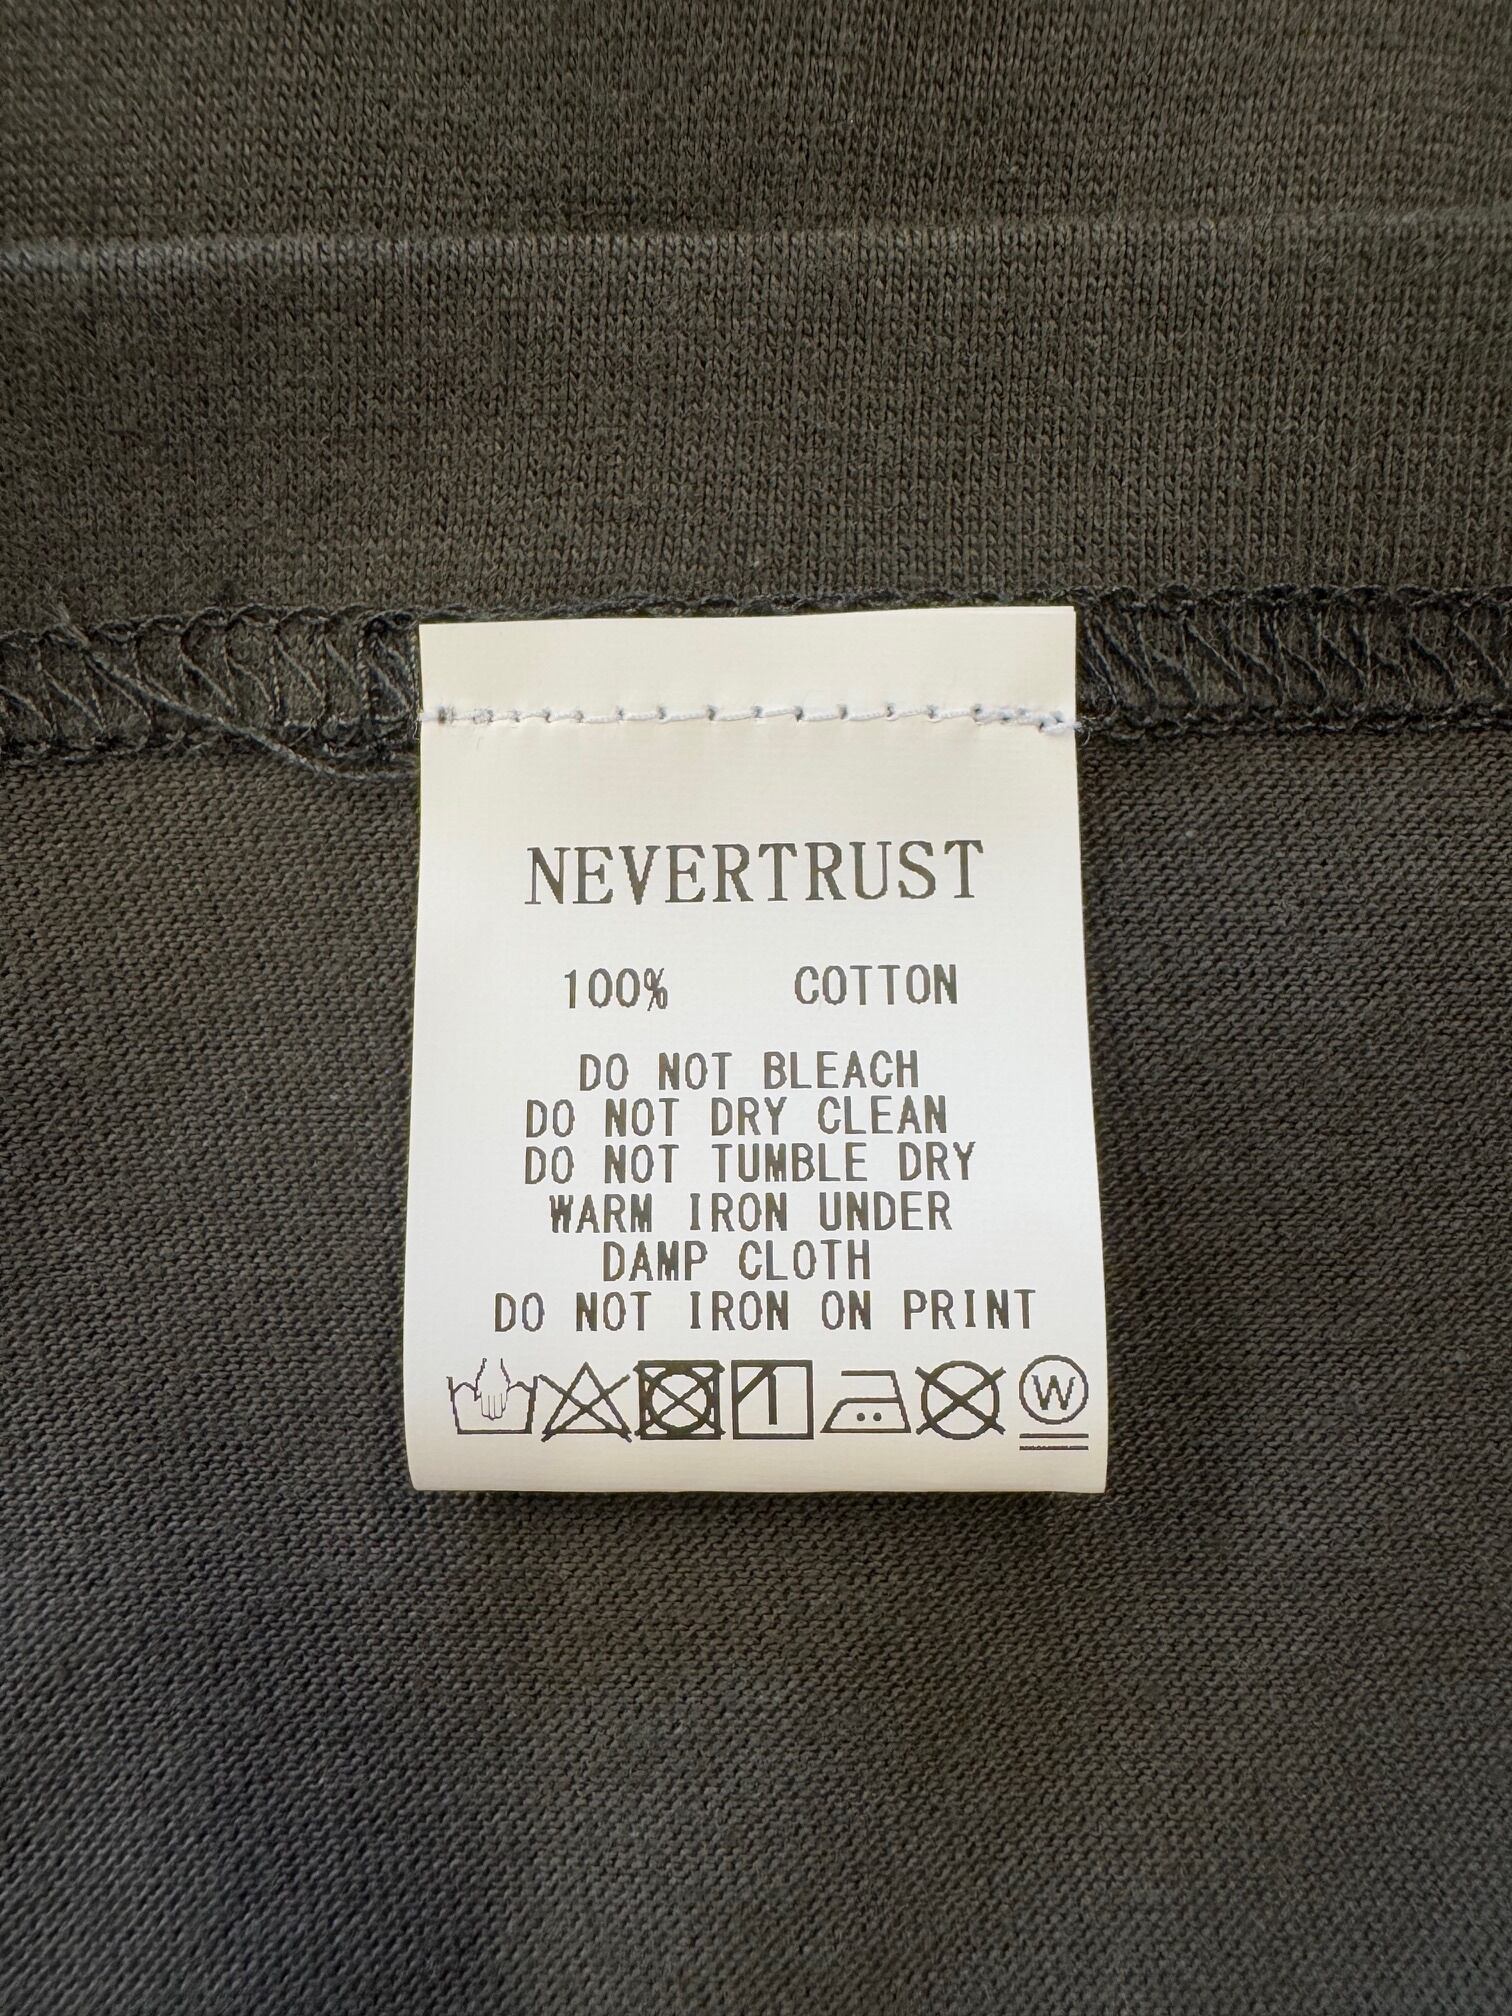 NEVERTRUST
100% COTTON
DO NOT BLEACH
DO NOT DRY CLEAN
DO NOT TUMBLE DRY
WARM IRON UNDER
DAMP CLOTH
DO NOT IRON ON PRINT
W